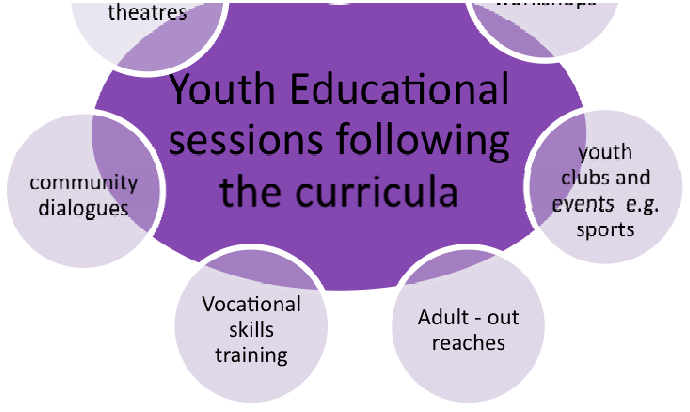 theatres
workshops
Youth Educational
sessions following
the curricula
community
dialogues
youth
clubs and
events e.g.
sports
Vocational
skills
training
Adult - out
reaches